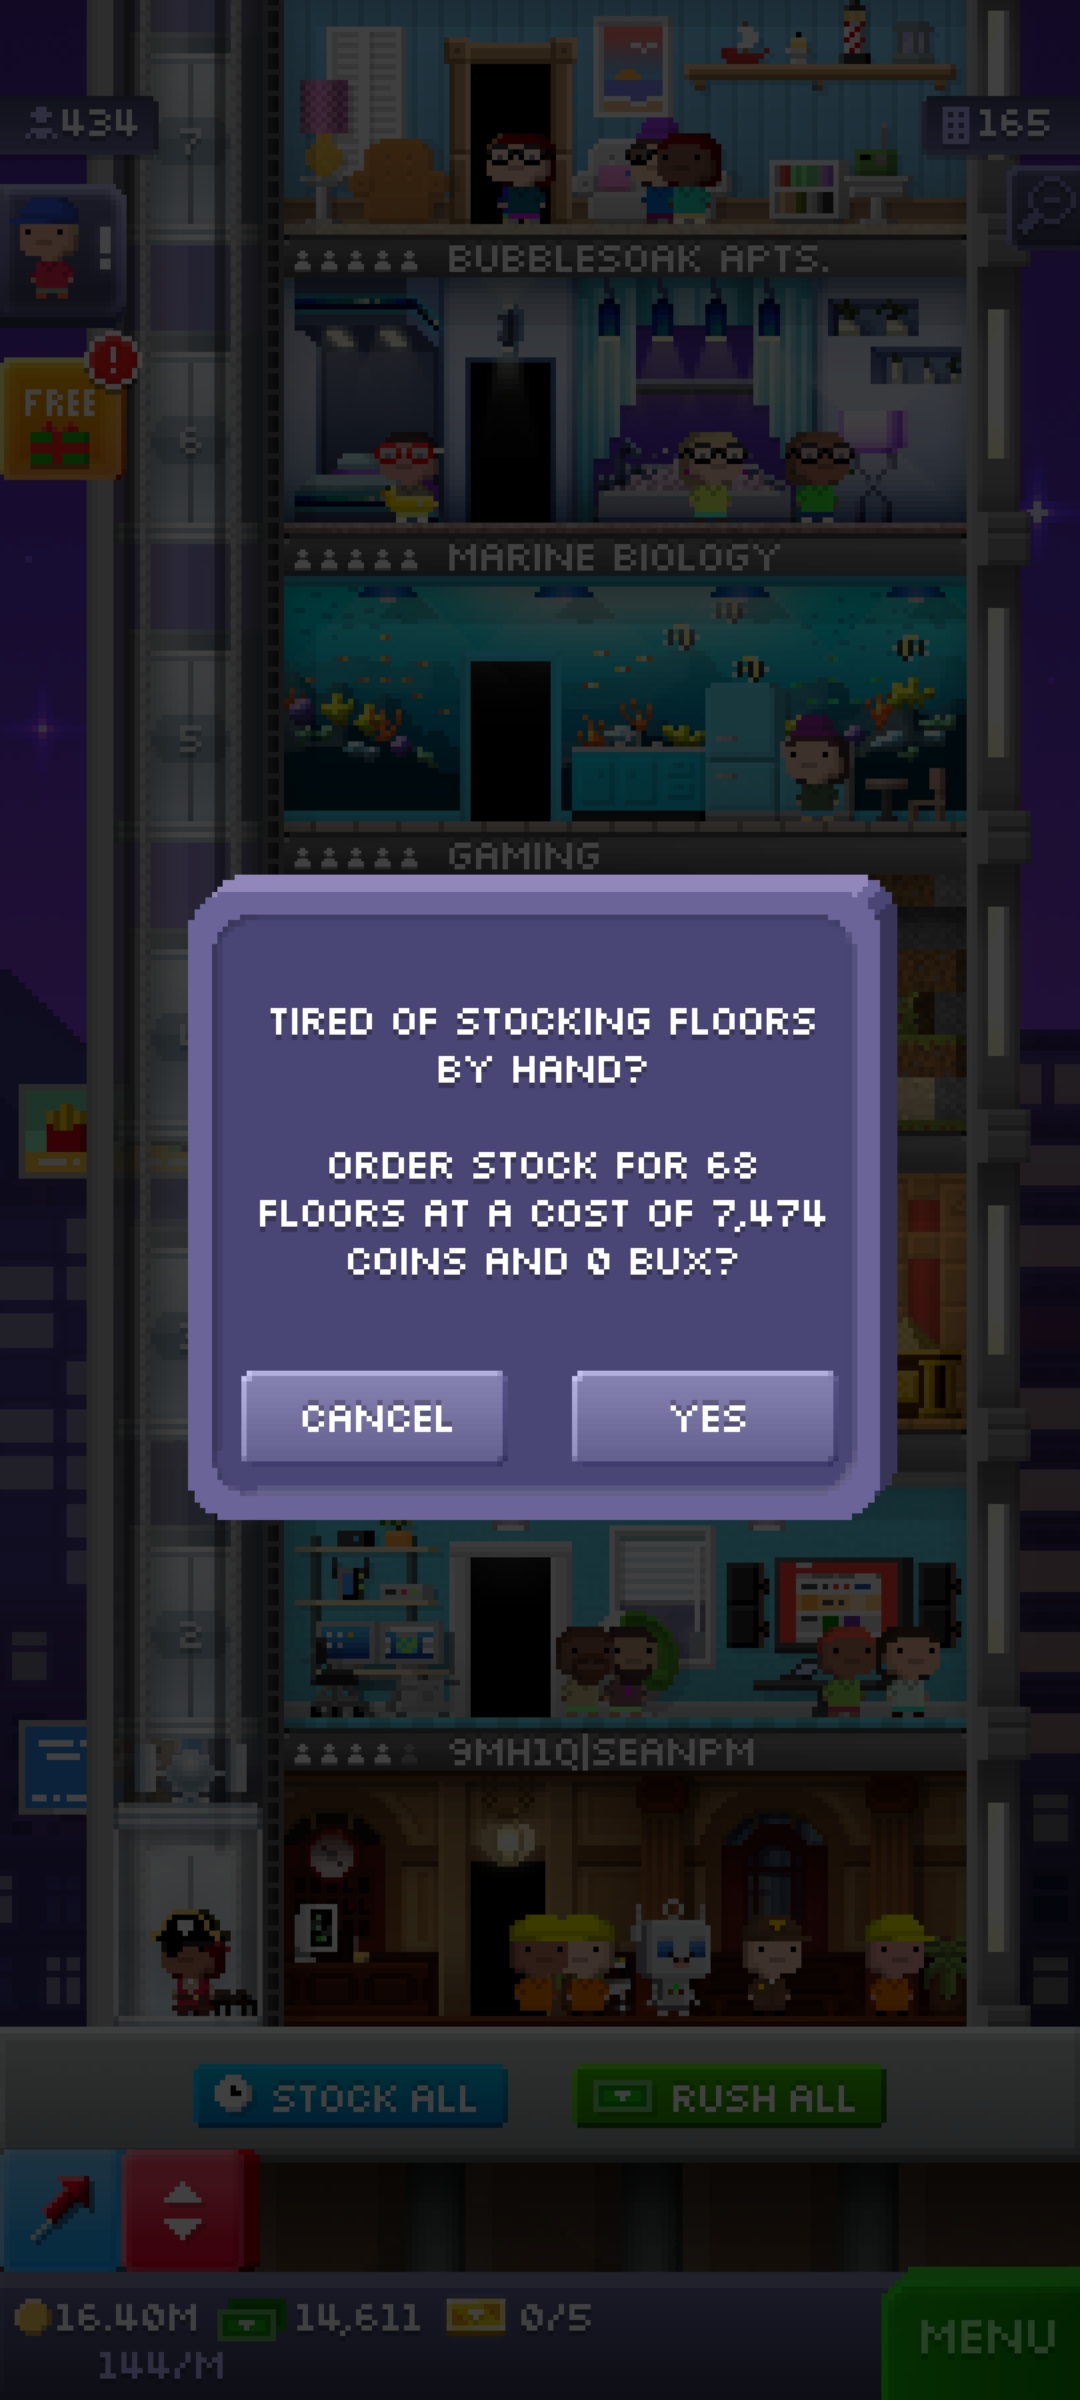 7
434
165
!
BUBBLESOAK APTS.
!
FREE
6
MARINE BIOLOGY
5
GAMING
TIRED OF STOCKING FLOORS
BY HAND?
ORDER STOCK FOR 68
FLOORS AT A COST OF 7,474
COINS AND 0 BUX?
CANCEL
YES
2
9MH1Q|SEANPM
STOCK ALL
RUSH ALL
16.40M
14,611
0/5
144/M
MENU